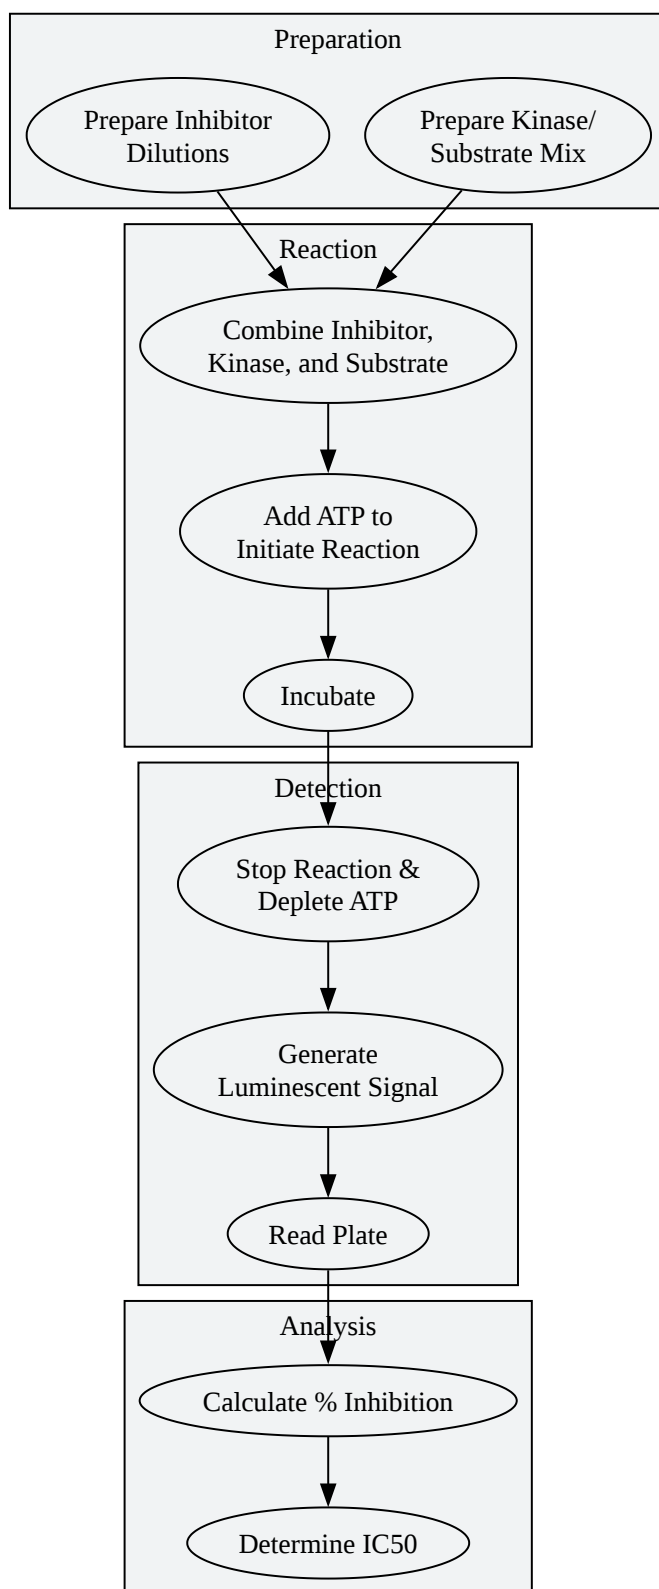 Preparation
Prepare Inhibitor
Dilutions
Prepare Kinase/
Substrate Mix
Reaction
Combine Inhibitor,
Kinase, and Substrate
Add ATP to
Initiate Reaction
Incubate
Detection
Stop Reaction &
Deplete ATP
Generate
Luminescent Signal
Read Plate
Analysis
Calculate % Inhibition
Determine IC50